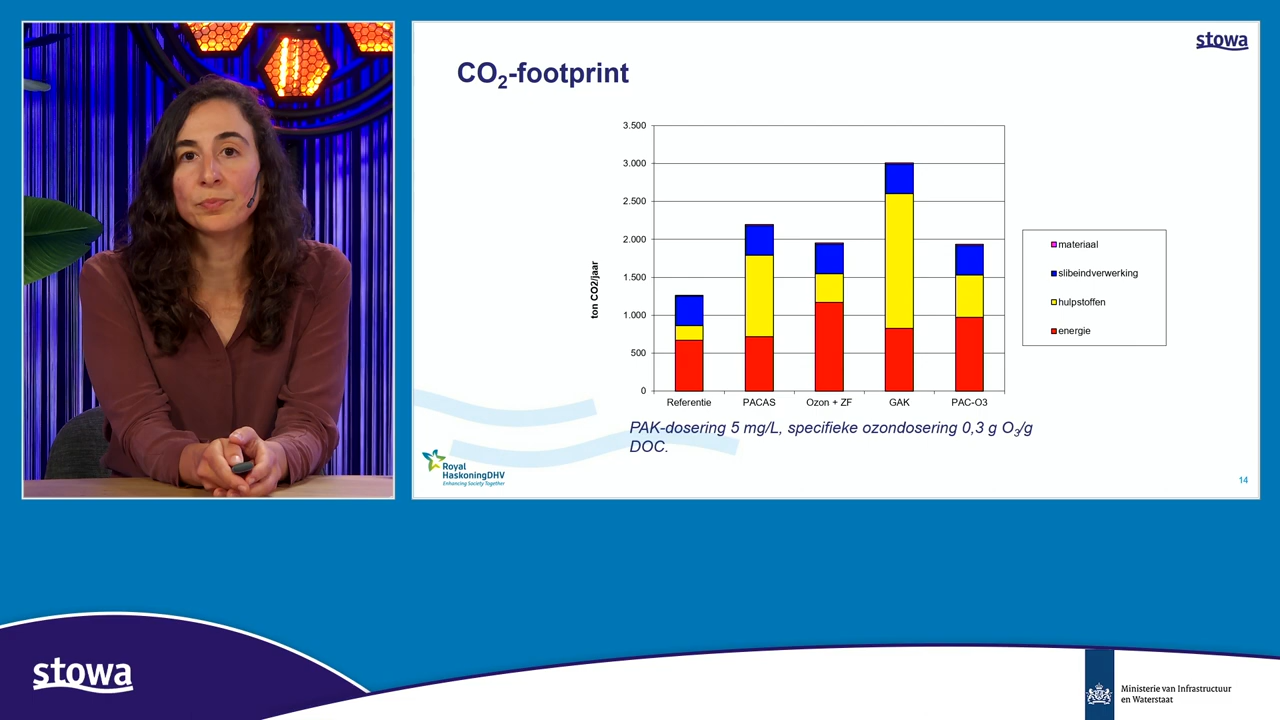 stowa
CO2-footprint
3.500
3.000
2.500
2.000
1.500
1.000
500
0
ton CO2/jaar
Referentie
PACAS
Ozon + ZF
GAK
PAC-O3
materiaal
slibeindverwerking
hulpstoffen
energie
PAK-dosering 5 mg/L, specifieke ozondosering 0,3 g O3/g
DOC.
Royal
HaskoningDHV
Enhancing Society Together
14
stowa
Ministerie van Infrastructuur
en Waterstaat